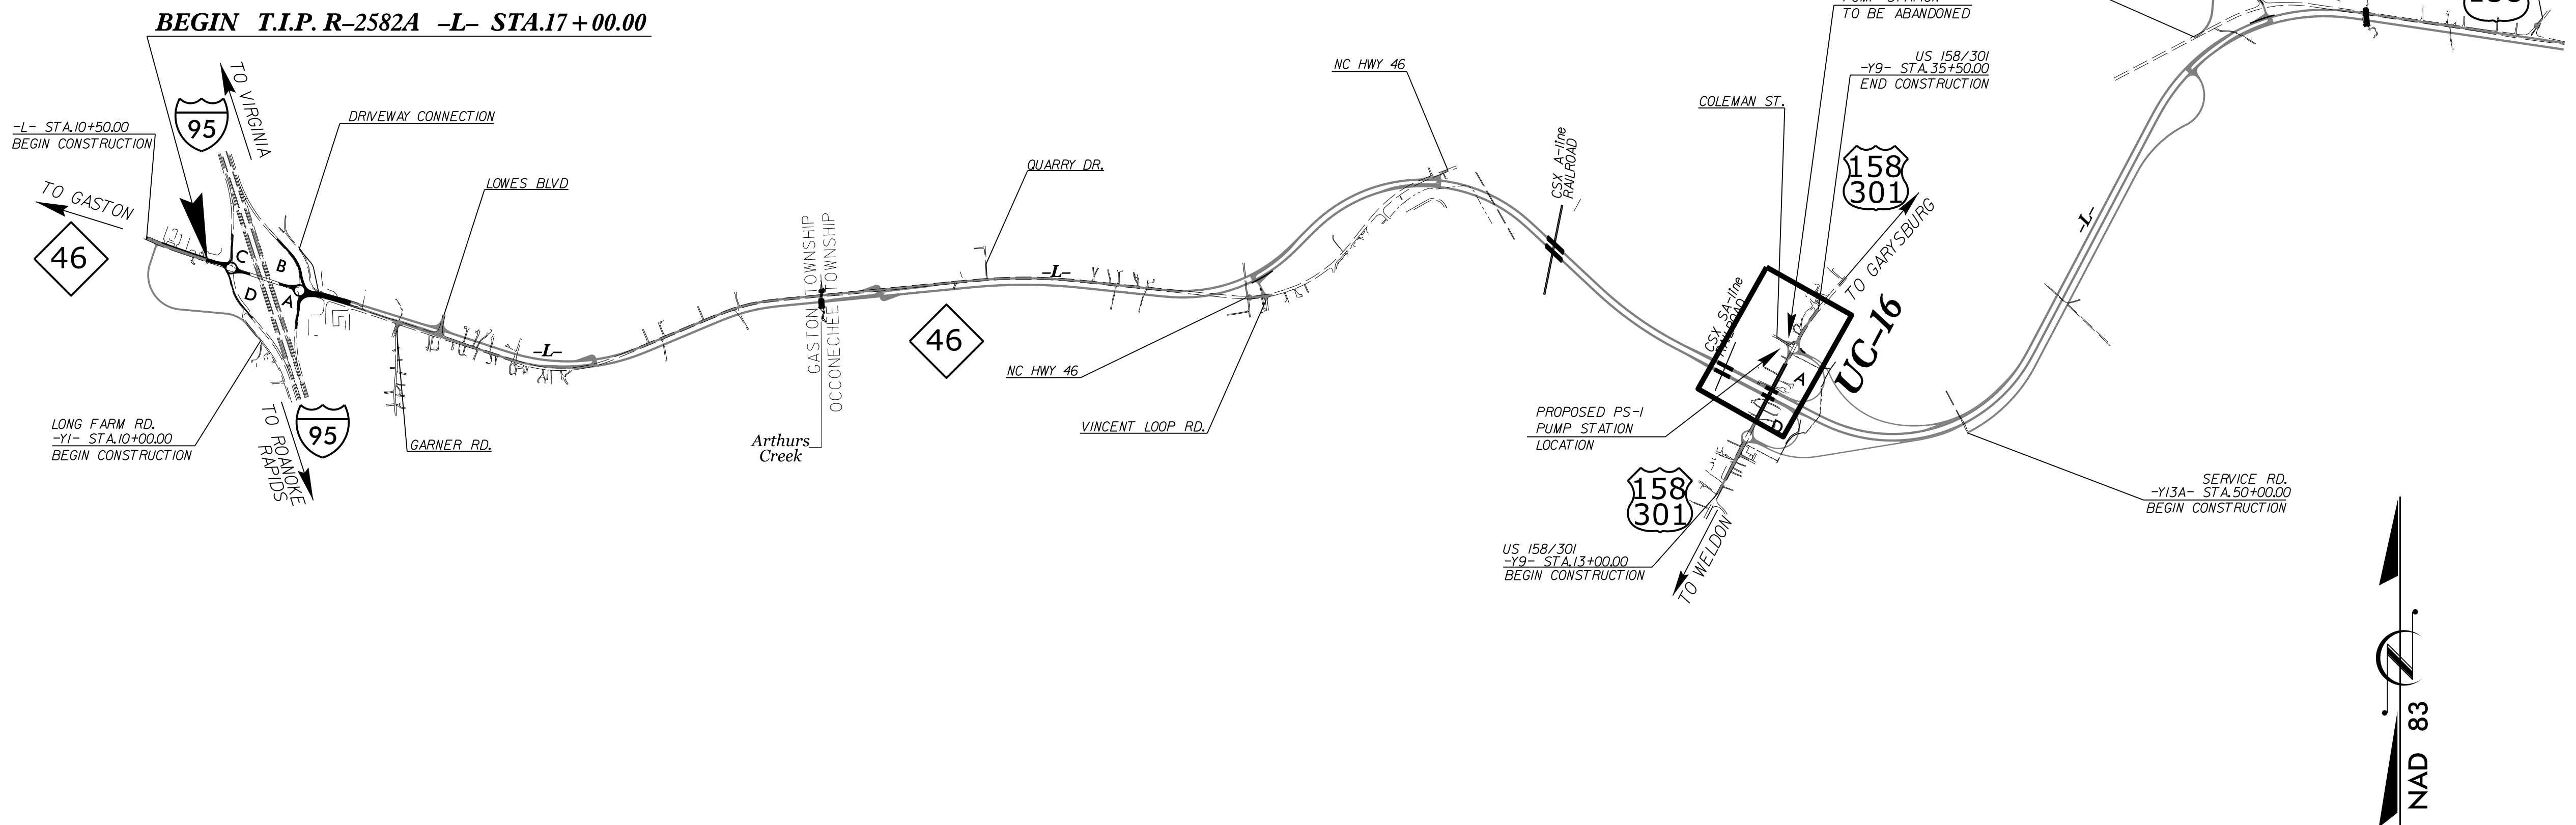 BEGIN T.I.P. R-2582A -L- STA.17+00.00
TO VIRGINIA
95
DRIVEWAY CONNECTION
-L- STA.10+50.00
BEGIN CONSTRUCTION
TO GASTON
46
C
B
D
A
LOWES BLVD
-L-
LONG FARM RD.
-Y1- STA.10+00.00
BEGIN CONSTRUCTION
TO ROANOKE
RAPIDS
95
GARNER RD.
GASTON TOWNSHIP
OCCONECHEE TOWNSHIP
Arthurs
Creek
QUARRY DR.
46
-L-
NC HWY 46
VINCENT LOOP RD.
NC HWY 46
CSX A-line
RAILROAD
COLEMAN ST.
TO BE ABANDONED
US 158/301
-Y9- STA.35+50.00
END CONSTRUCTION
158
301
TO GARYSBURG
CSX SA-line
RAILROAD
A
D
UC-16
PROPOSED PS-1
PUMP STATION
LOCATION
158
301
US 158/301
-Y9- STA.13+00.00
BEGIN CONSTRUCTION
TO WELDON
-L-
SERVICE RD.
-Y13A- STA.50+00.00
BEGIN CONSTRUCTION
NAD 83